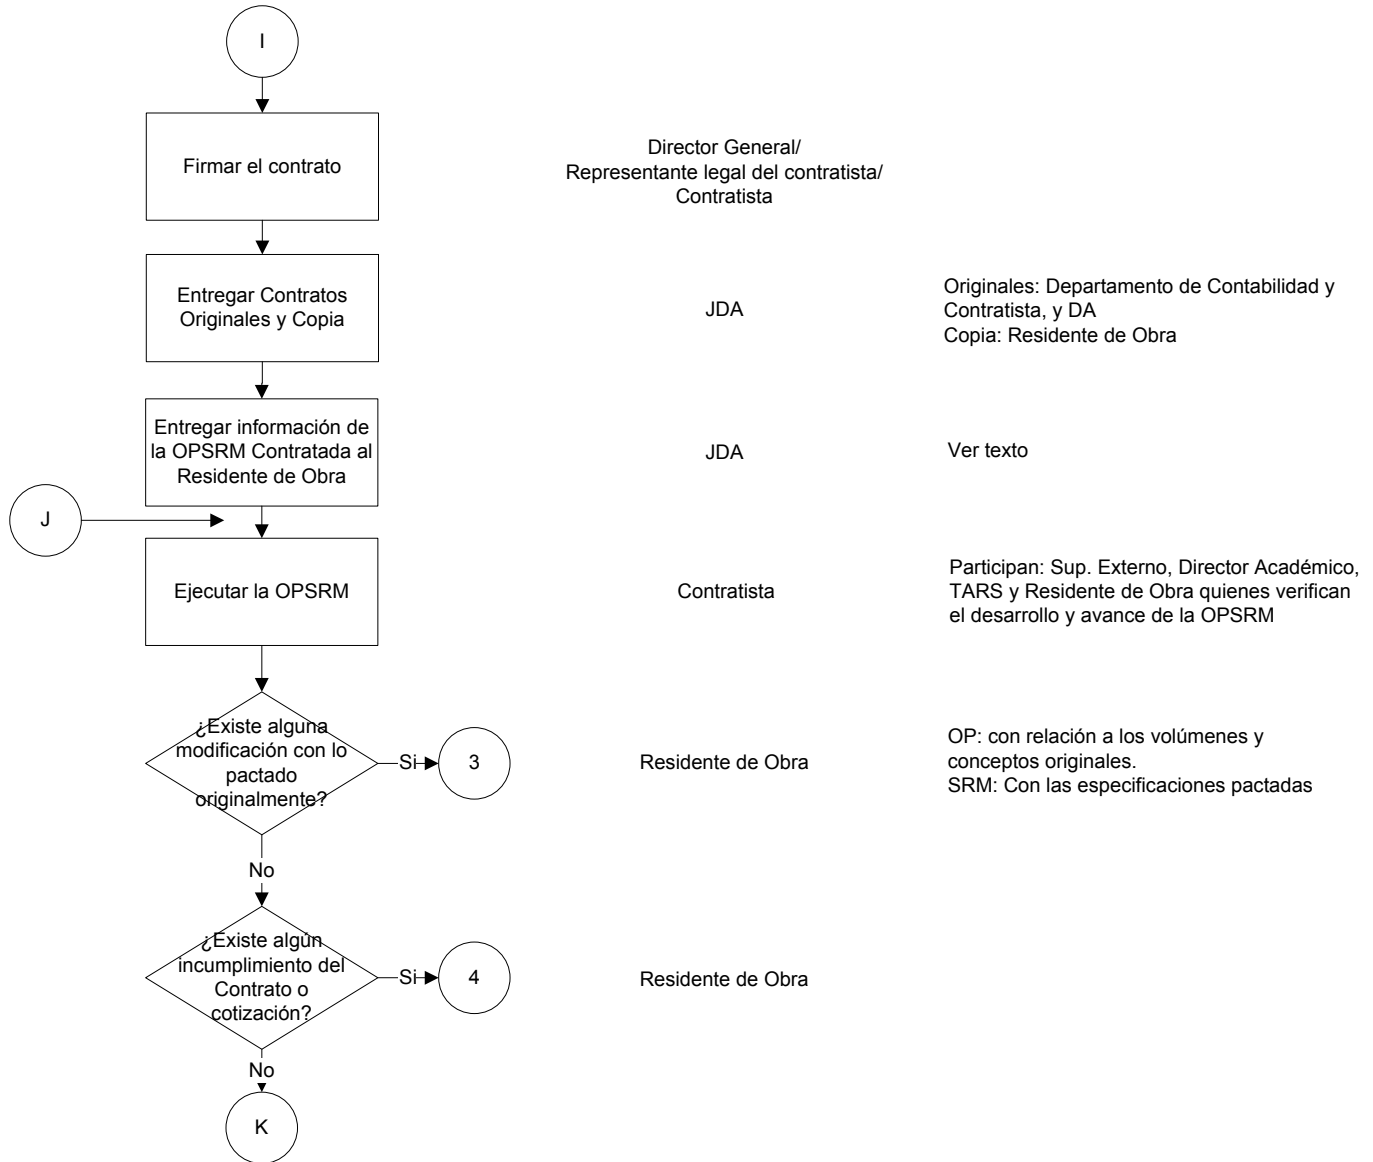 I
Firmar el contrato
Director General/
Representante legal del contratista/
Contratista
Entregar Contratos
Originales y Copia
JDA
Originales: Departamento de Contabilidad y
Contratista, y DA
Copia: Residente de Obra
Entregar información de
la OPSRM Contratada al
Residente de Obra
JDA
Ver texto
J
Ejecutar la OPSRM
Contratista
Participan: Sup. Externo, Director Académico,
TARS y Residente de Obra quienes verifican
el desarrollo y avance de la OPSRM
¿Existe alguna
modificación con lo
pactado
originalmente?
Si
3
Residente de Obra
OP: con relación a los volúmenes y
conceptos originales.
SRM: Con las especificaciones pactadas
No
¿Existe algún
incumplimiento del
Contrato o
cotización?
Si
4
Residente de Obra
No
K